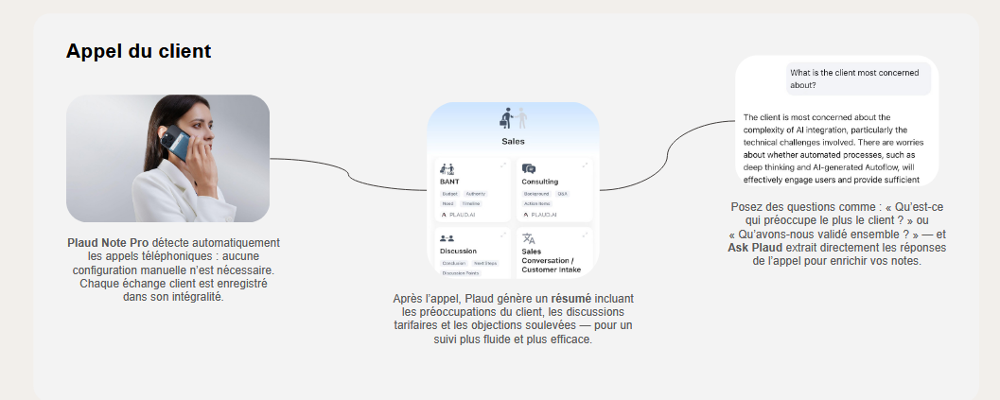 Appel du client
Plaud Note Pro détecte automatiquement
les appels téléphoniques : aucune
configuration manuelle n’est nécessaire.
Chaque échange client est enregistré
dans son intégralité.
Sales
BANT
Budget
Authority
Need
Timeline
PLAUD.AI
Consulting
Background
Q&A
Action Items
PLAUD.AI
Discussion
Conclusion
Next Steps
Discussion Points
Sales
Conversation /
Customer Intake
Après l’appel, Plaud génère un résumé incluant
les préoccupations du client, les discussions
tarifaires et les objections soulevées — pour un
suivi plus fluide et plus efficace.
What is the client most concerned
about?
The client is most concerned about the
complexity of AI integration, particularly the
technical challenges involved. There are worries
about whether automated processes, such as
deep thinking and AI-generated Autoflow, will
effectively engage users and provide sufficient
Posez des questions comme : « Qu’est-ce
qui préoccupe le plus le client ? » ou
« Qu’avons-nous validé ensemble ? » — et
Ask Plaud extrait directement les réponses
de l’appel pour enrichir vos notes.